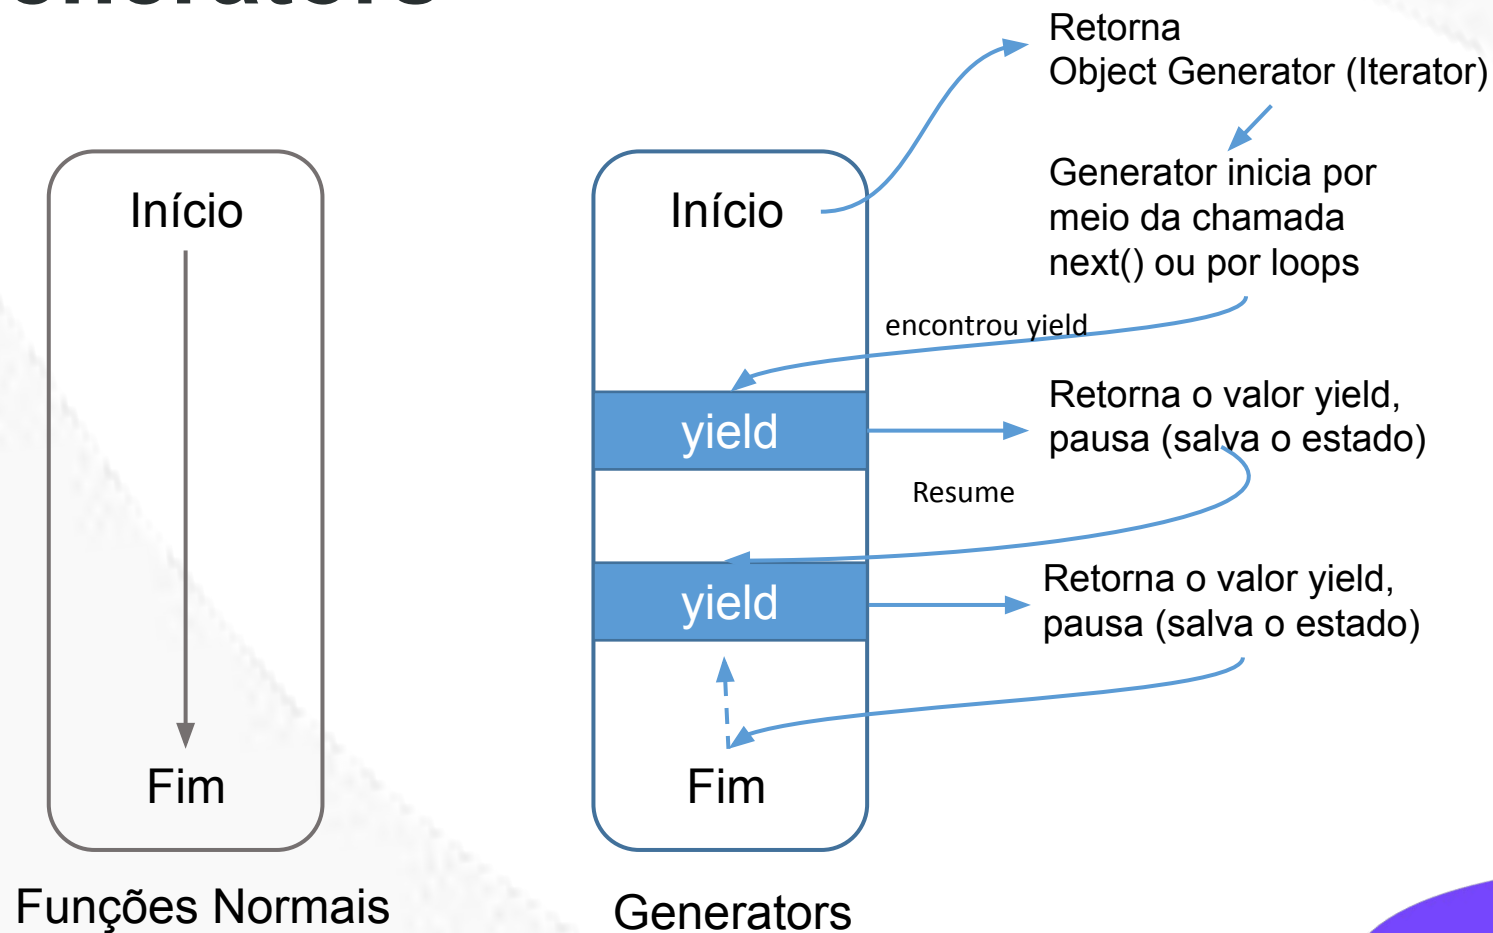 Retorna
Object Generator (Iterator)
Início
Início
Generator inicia por
meio da chamada
next() ou por loops
encontrou yield
yield
Retorna o valor yield,
pausa (salva o estado)
Resume
yield
Retorna o valor yield,
pausa (salva o estado)
Fim
Fim
Funções Normais
Generators